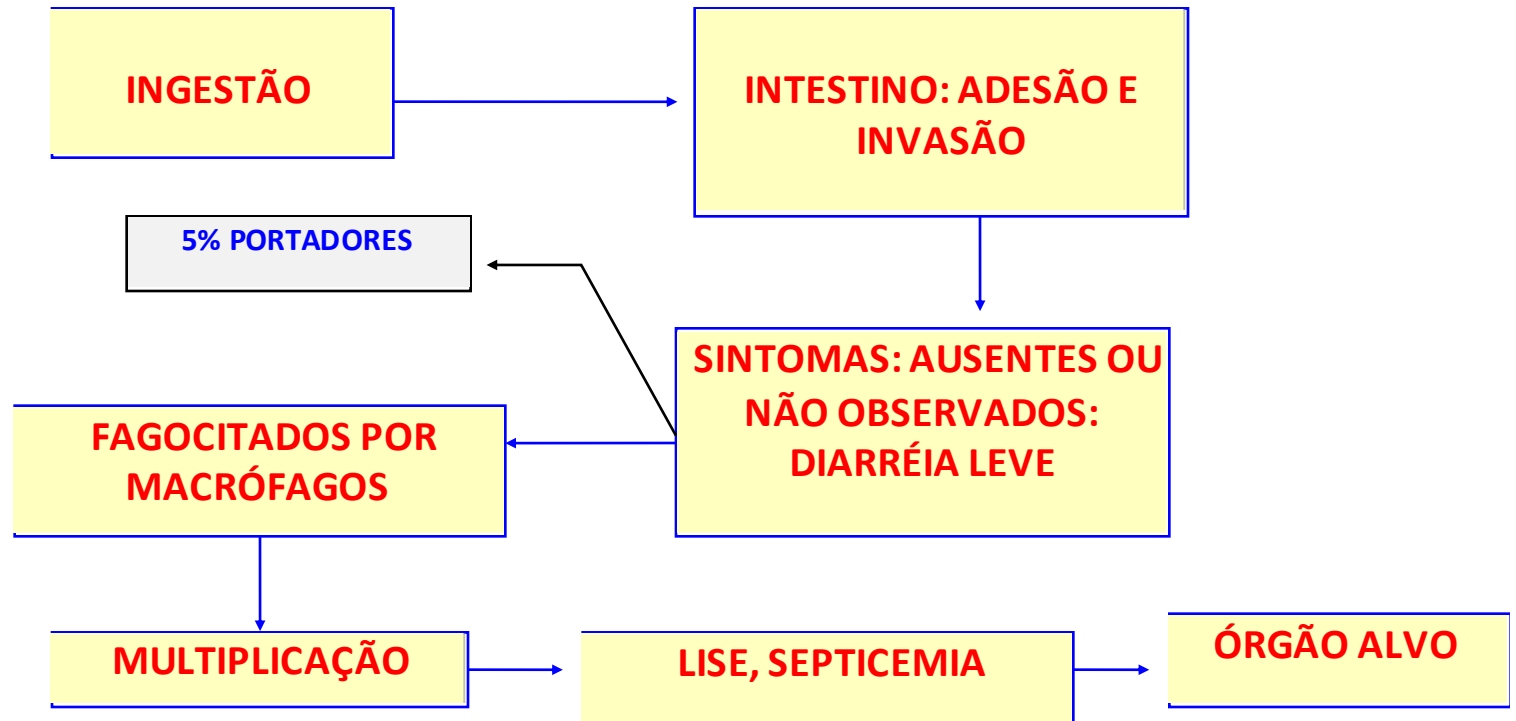 INGESTÃO
INTESTINO: ADESÃO E
INVASÃO
5% PORTADORES
SINTOMAS: AUSENTES OU
NÃO OBSERVADOS:
DIARRÉIA LEVE
FAGOCITADOS POR
MACRÓFAGOS
MULTIPLICAÇÃO
LISE, SEPTICEMIA
ÓRGÃO ALVO